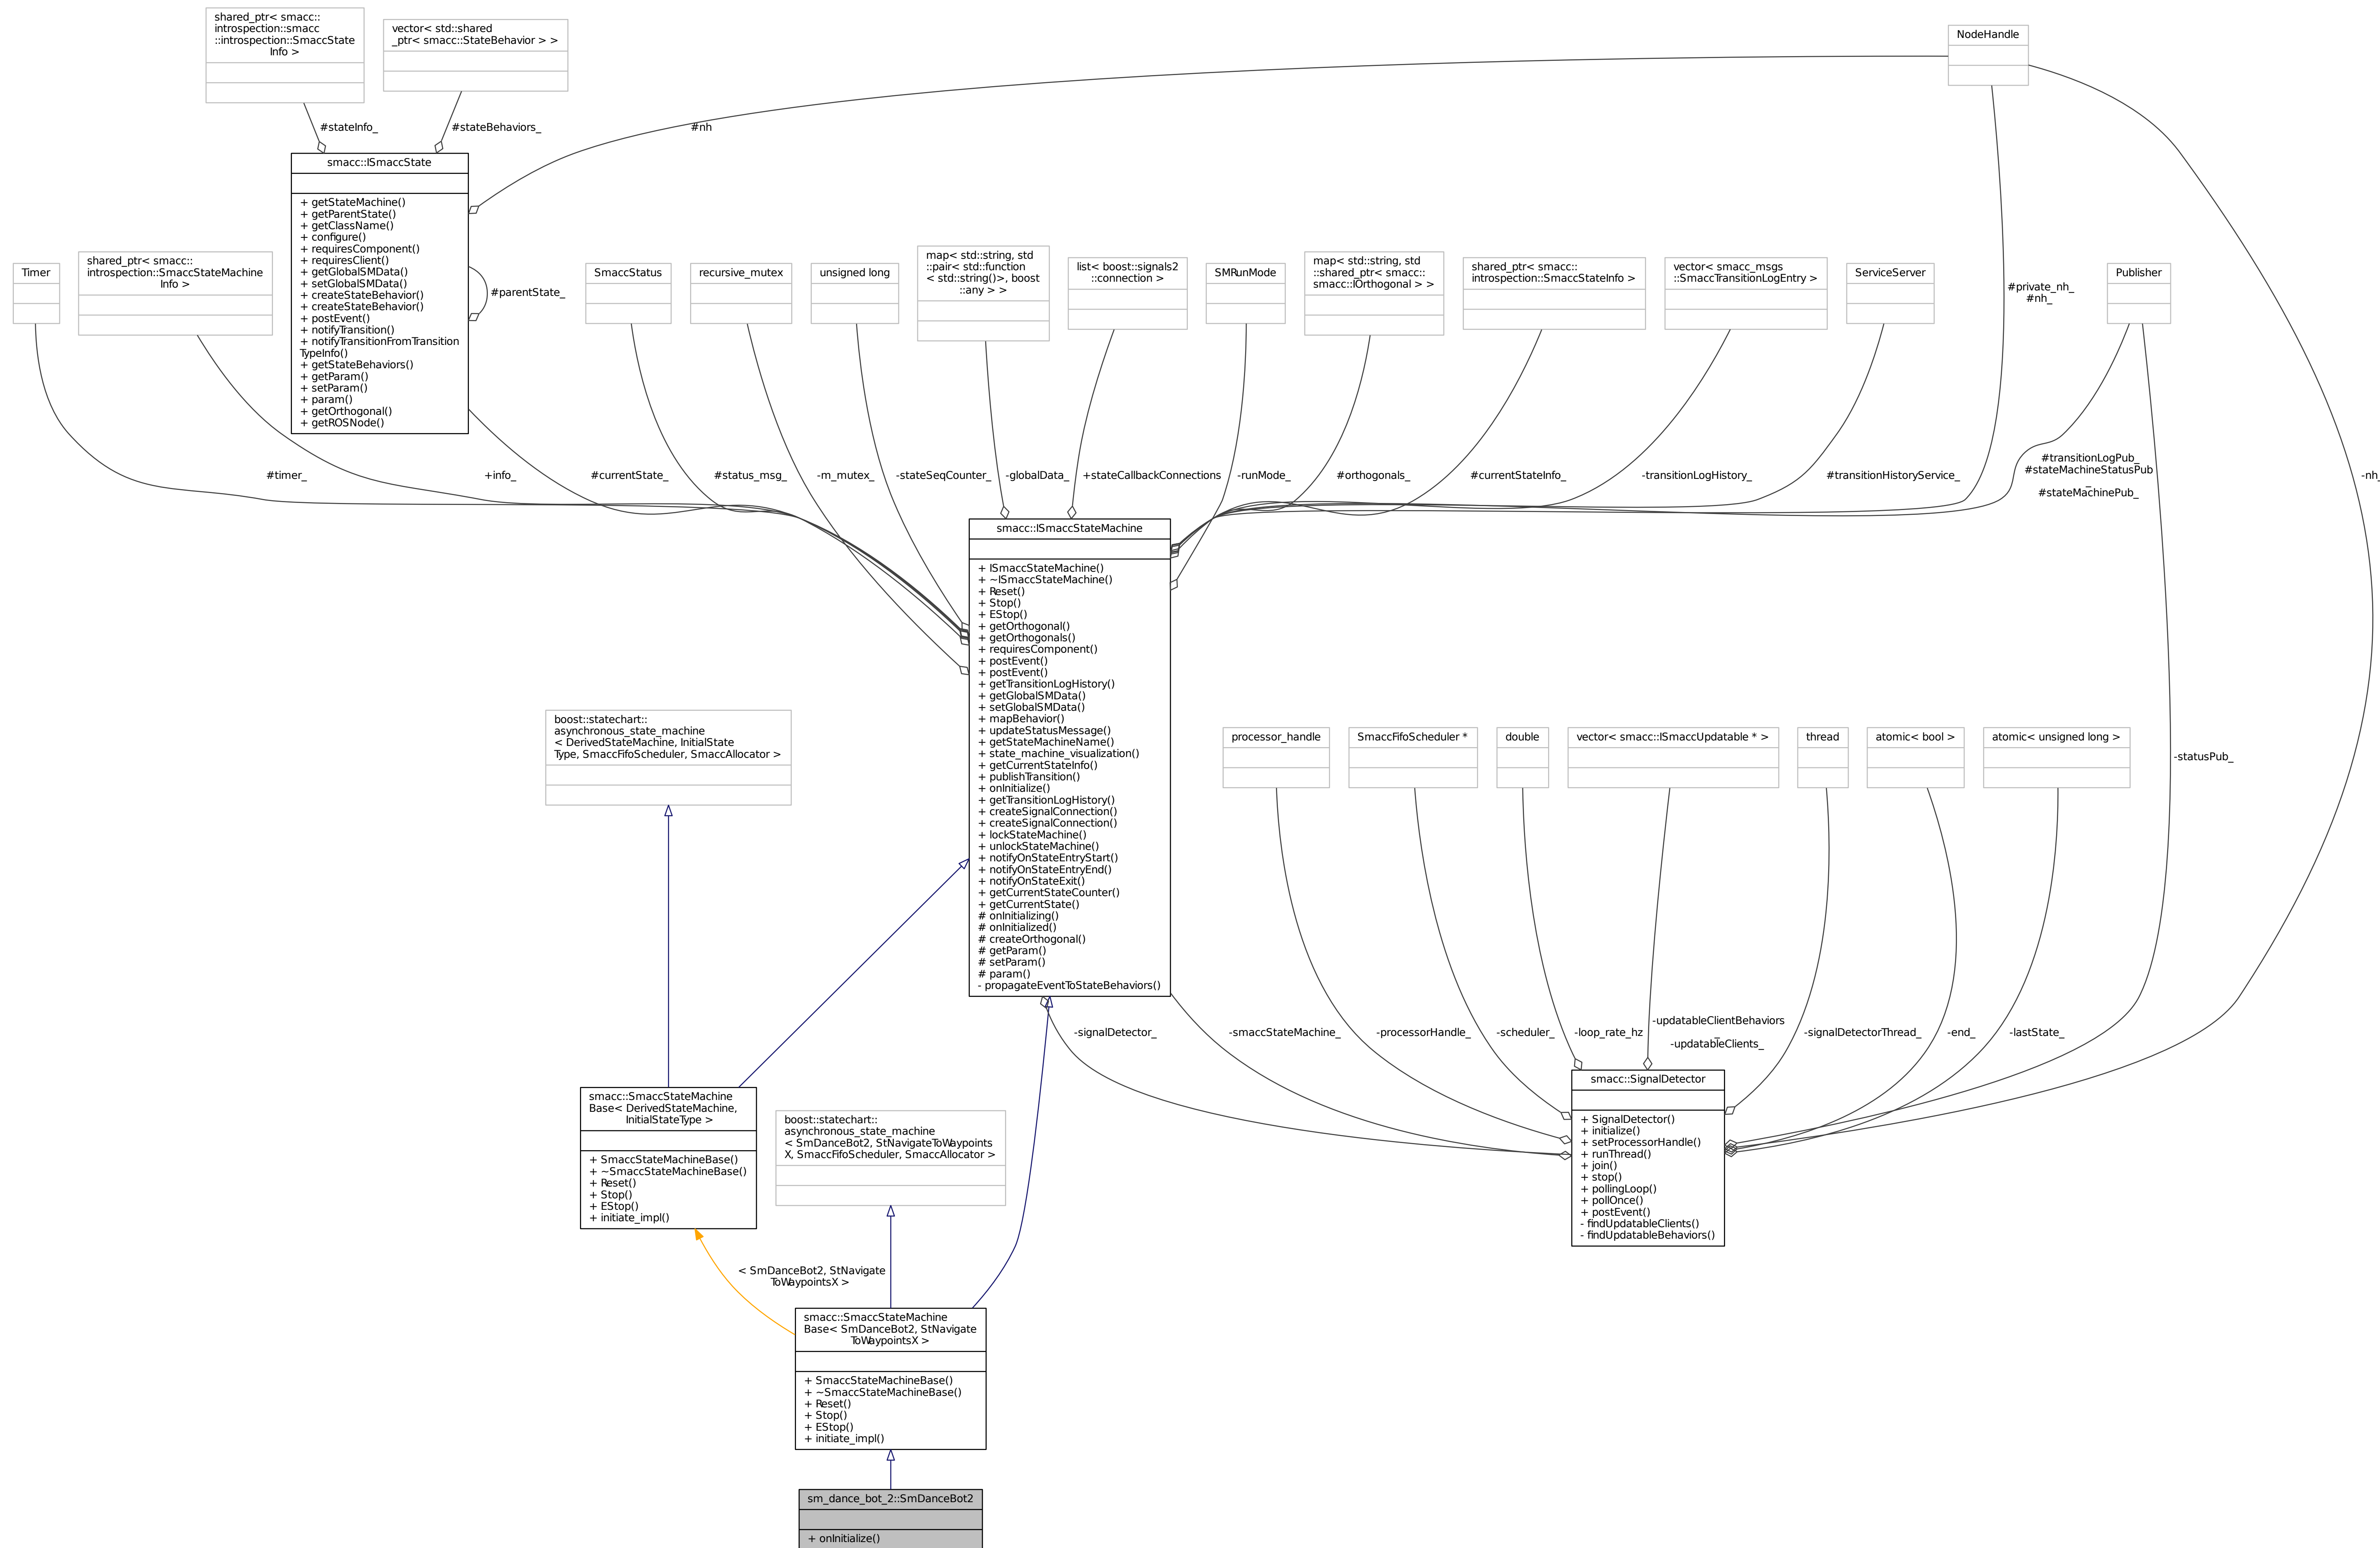 shared_ptr< smacc::
introspection::smacc
::introspection::SmaccState
Info >
vector< std::shared
_ptr< smacc::StateBehavior > >
NodeHandle
#stateInfo_
#stateBehaviors_
#nh
smacc::ISmaccState
+ getStateMachine()
+ getParentState()
+ getClassName()
+ configure()
+ requiresComponent()
+ requiresClient()
+ getGlobalSMData()
+ setGlobalSMData()
+ createStateBehavior()
+ createStateBehavior()
+ postEvent()
+ notifyTransition()
+ notifyTransitionFromTransition
TypeInfo()
+ getStateBehaviors()
+ getParam()
+ setParam()
+ param()
+ getOrthogonal()
+ getROSNode()
#parentState_
Timer
shared_ptr< smacc::
introspection::SmaccStateMachine
Info >
SmaccStatus
recursive_mutex
unsigned long
map< std::string, std
::pair< std::function
< std::string()>, boost
::any > >
list< boost::signals2
::connection >
SMRunMode
map< std::string, std
::shared_ptr< smacc::
smacc::IOrthogonal > >
shared_ptr< smacc::
introspection::SmaccStateInfo >
vector< smacc_msgs
::SmaccTransitionLogEntry >
ServiceServer
Publisher
#private_nh_
#nh_
#timer_
+info_
#currentState_
#status_msg_
-m_mutex_
-stateSeqCounter_
-globalData_
+stateCallbackConnections
-runMode_
#orthogonals_
#currentStateInfo_
-transitionLogHistory_
#transitionHistoryService_
#transitionLogPub_
#stateMachineStatusPub
_
#stateMachinePub_
-nh_
smacc::ISmaccStateMachine
+ ISmaccStateMachine()
+ ~ISmaccStateMachine()
+ Reset()
+ Stop()
+ EStop()
+ getOrthogonal()
+ getOrthogonals()
+ requiresComponent()
+ postEvent()
+ postEvent()
+ getTransitionLogHistory()
+ getGlobalSMData()
+ setGlobalSMData()
+ mapBehavior()
+ updateStatusMessage()
+ getStateMachineName()
+ state_machine_visualization()
+ getCurrentStateInfo()
+ publishTransition()
+ onInitialize()
+ getTransitionLogHistory()
+ createSignalConnection()
+ createSignalConnection()
+ lockStateMachine()
+ unlockStateMachine()
+ notifyOnStateEntryStart()
+ notifyOnStateEntryEnd()
+ notifyOnStateExit()
+ getCurrentStateCounter()
+ getCurrentState()
# onInitializing()
# onInitialized()
# createOrthogonal()
# getParam()
# setParam()
# param()
- propagateEventToStateBehaviors()
boost::statechart::
asynchronous_state_machine
< DerivedStateMachine, InitialState
Type, SmaccFifoScheduler, SmaccAllocator >
processor_handle
SmaccFifoScheduler *
double
vector< smacc::ISmaccUpdatable * >
thread
atomic< bool >
atomic< unsigned long >
-statusPub_
-signalDetector_
-smaccStateMachine_
-processorHandle_
-scheduler_
-loop_rate_hz
-updatableClientBehaviors
_
-updatableClients_
-signalDetectorThread_
-end_
-lastState_
smacc::SignalDetector
+ SignalDetector()
+ initialize()
+ setProcessorHandle()
+ runThread()
+ join()
+ stop()
+ pollingLoop()
+ pollOnce()
+ postEvent()
- findUpdatableClients()
- findUpdatableBehaviors()
smacc::SmaccStateMachine
Base< DerivedStateMachine,
InitialStateType >
+ SmaccStateMachineBase()
+ ~SmaccStateMachineBase()
+ Reset()
+ Stop()
+ EStop()
+ initiate_impl()
boost::statechart::
asynchronous_state_machine
< SmDanceBot2, StNavigateToWaypoints
X, SmaccFifoScheduler, SmaccAllocator >
< SmDanceBot2, StNavigate
ToWaypointsX >
smacc::SmaccStateMachine
Base< SmDanceBot2, StNavigate
ToWaypointsX >
+ SmaccStateMachineBase()
+ ~SmaccStateMachineBase()
+ Reset()
+ Stop()
+ EStop()
+ initiate_impl()
sm_dance_bot_2::SmDanceBot2
+ onInitialize()